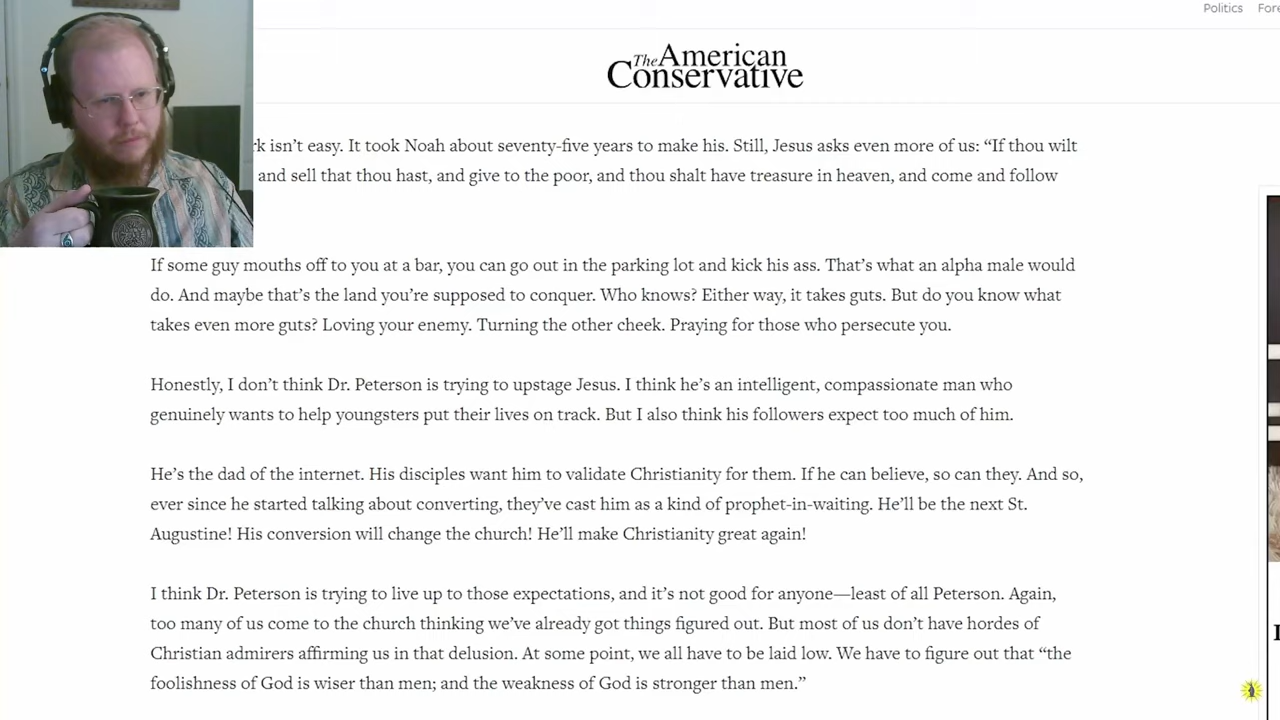 Politics
The American
Conservative
isn’t easy. It took Noah about seventy-five years to make his. Still, Jesus asks even more of us: “If thou wilt
and sell that thou hast, and give to the poor, and thou shalt have treasure in heaven, and come and follow
If some guy mouths off to you at a bar, you can go out in the parking lot and kick his ass. That’s what an alpha male would
do. And maybe that’s the land you’re supposed to conquer. Who knows? Either way, it takes guts. But do you know what
takes even more guts? Loving your enemy. Turning the other cheek. Praying for those who persecute you.
Honestly, I don’t think Dr. Peterson is trying to upstage Jesus. I think he’s an intelligent, compassionate man who
genuinely wants to help youngsters put their lives on track. But I also think his followers expect too much of him.
He’s the dad of the internet. His disciples want him to validate Christianity for them. If he can believe, so can they. And so,
ever since he started talking about converting, they’ve cast him as a kind of prophet-in-waiting. He’ll be the next St.
Augustine! His conversion will change the church! He’ll make Christianity great again!
I think Dr. Peterson is trying to live up to those expectations, and it’s not good for anyone—least of all Peterson. Again,
too many of us come to the church thinking we’ve already got things figured out. But most of us don’t have hordes of
Christian admirers affirming us in that delusion. At some point, we all have to be laid low. We have to figure out that “the
foolishness of God is wiser than men; and the weakness of God is stronger than men.”